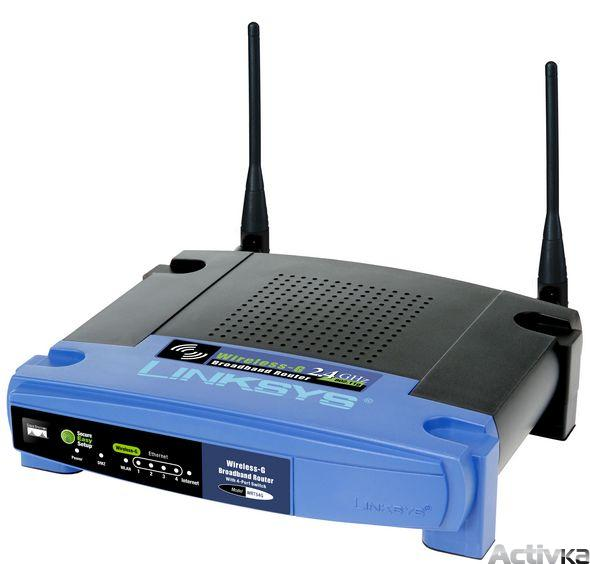 Wireless-G
Broadband Router
2.4 GHz
LINKSYS®
Secure
Easy
Setup
Wireless-G
Ethernet
Power
DMZ
WLAN
1 2 3 4
Internet
Wireless-G
Broadband Router
With 4-Port Switch
Model
WRT54G
LINKSYS®
ActivKa